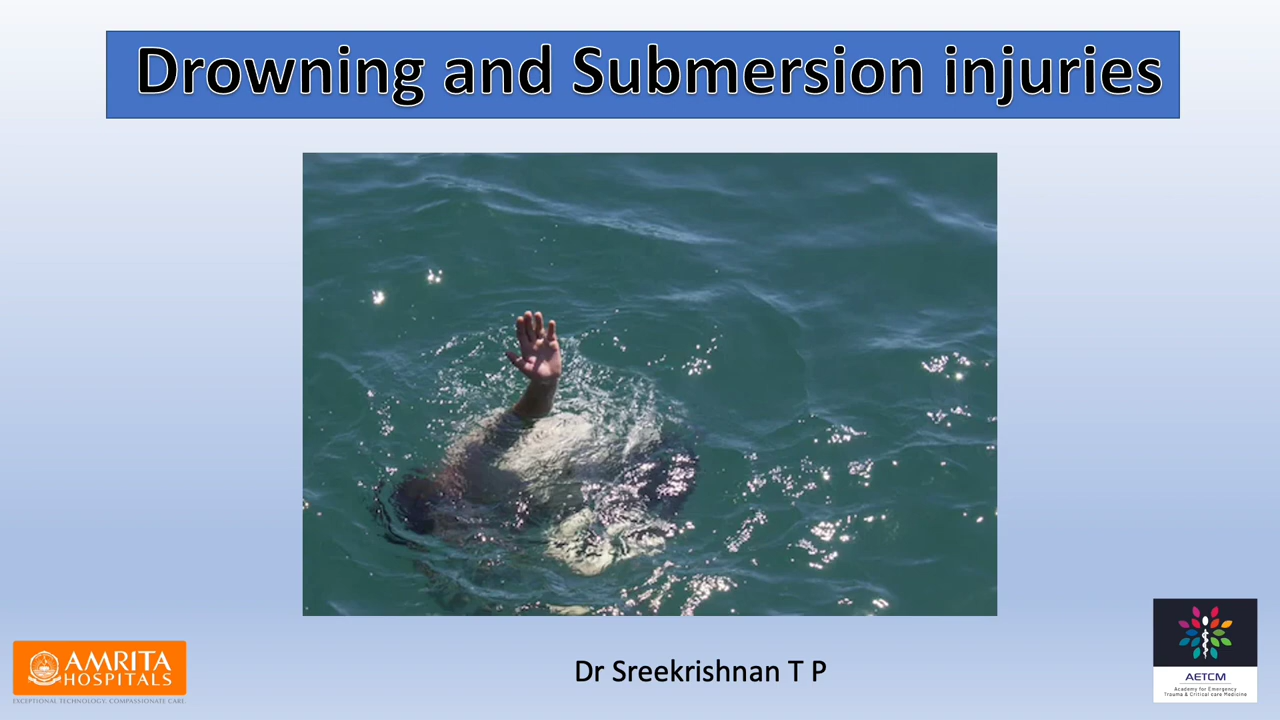 Drowning and Submersion injuries
Dr Sreekrishnan T P
AMRITA
HOSPITALS
EXCEPTIONAL TECHNOLOGY. COMPASSIONATE CARE.
AETCM
Academy for Emergency
Trauma & Critical care Medicine